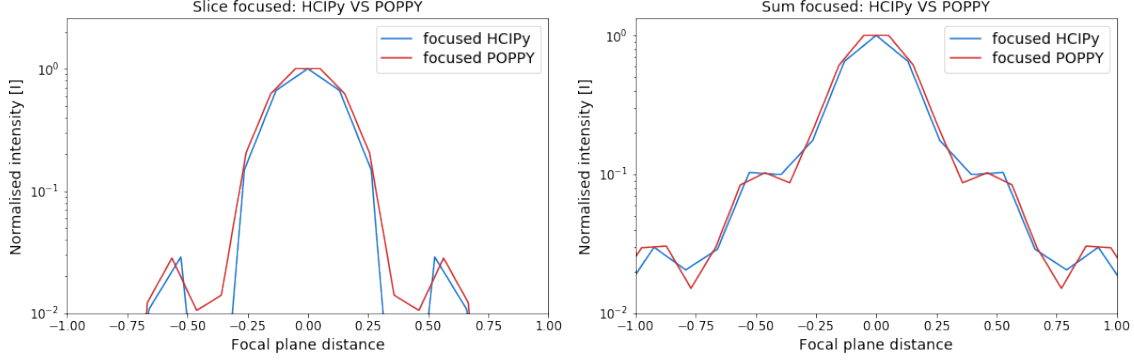 Slice focused: HCIPy VS POPPY
Normalised intensity [I]
10⁰
10⁻¹
10⁻²
focused HCIPy
focused POPPY
−1.00 −0.75 −0.50 −0.25 0.00 0.25 0.50 0.75 1.00
Focal plane distance
Sum focused: HCIPy VS POPPY
Normalised intensity [I]
10⁰
10⁻¹
10⁻²
focused HCIPy
focused POPPY
−1.00 −0.75 −0.50 −0.25 0.00 0.25 0.50 0.75 1.00
Focal plane distance